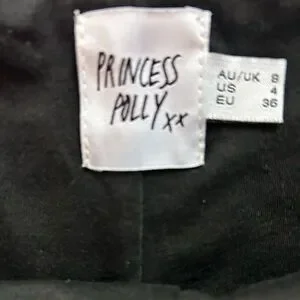 PRINCESS
POLLY xx
AU/UK 8
US 4
EU 36